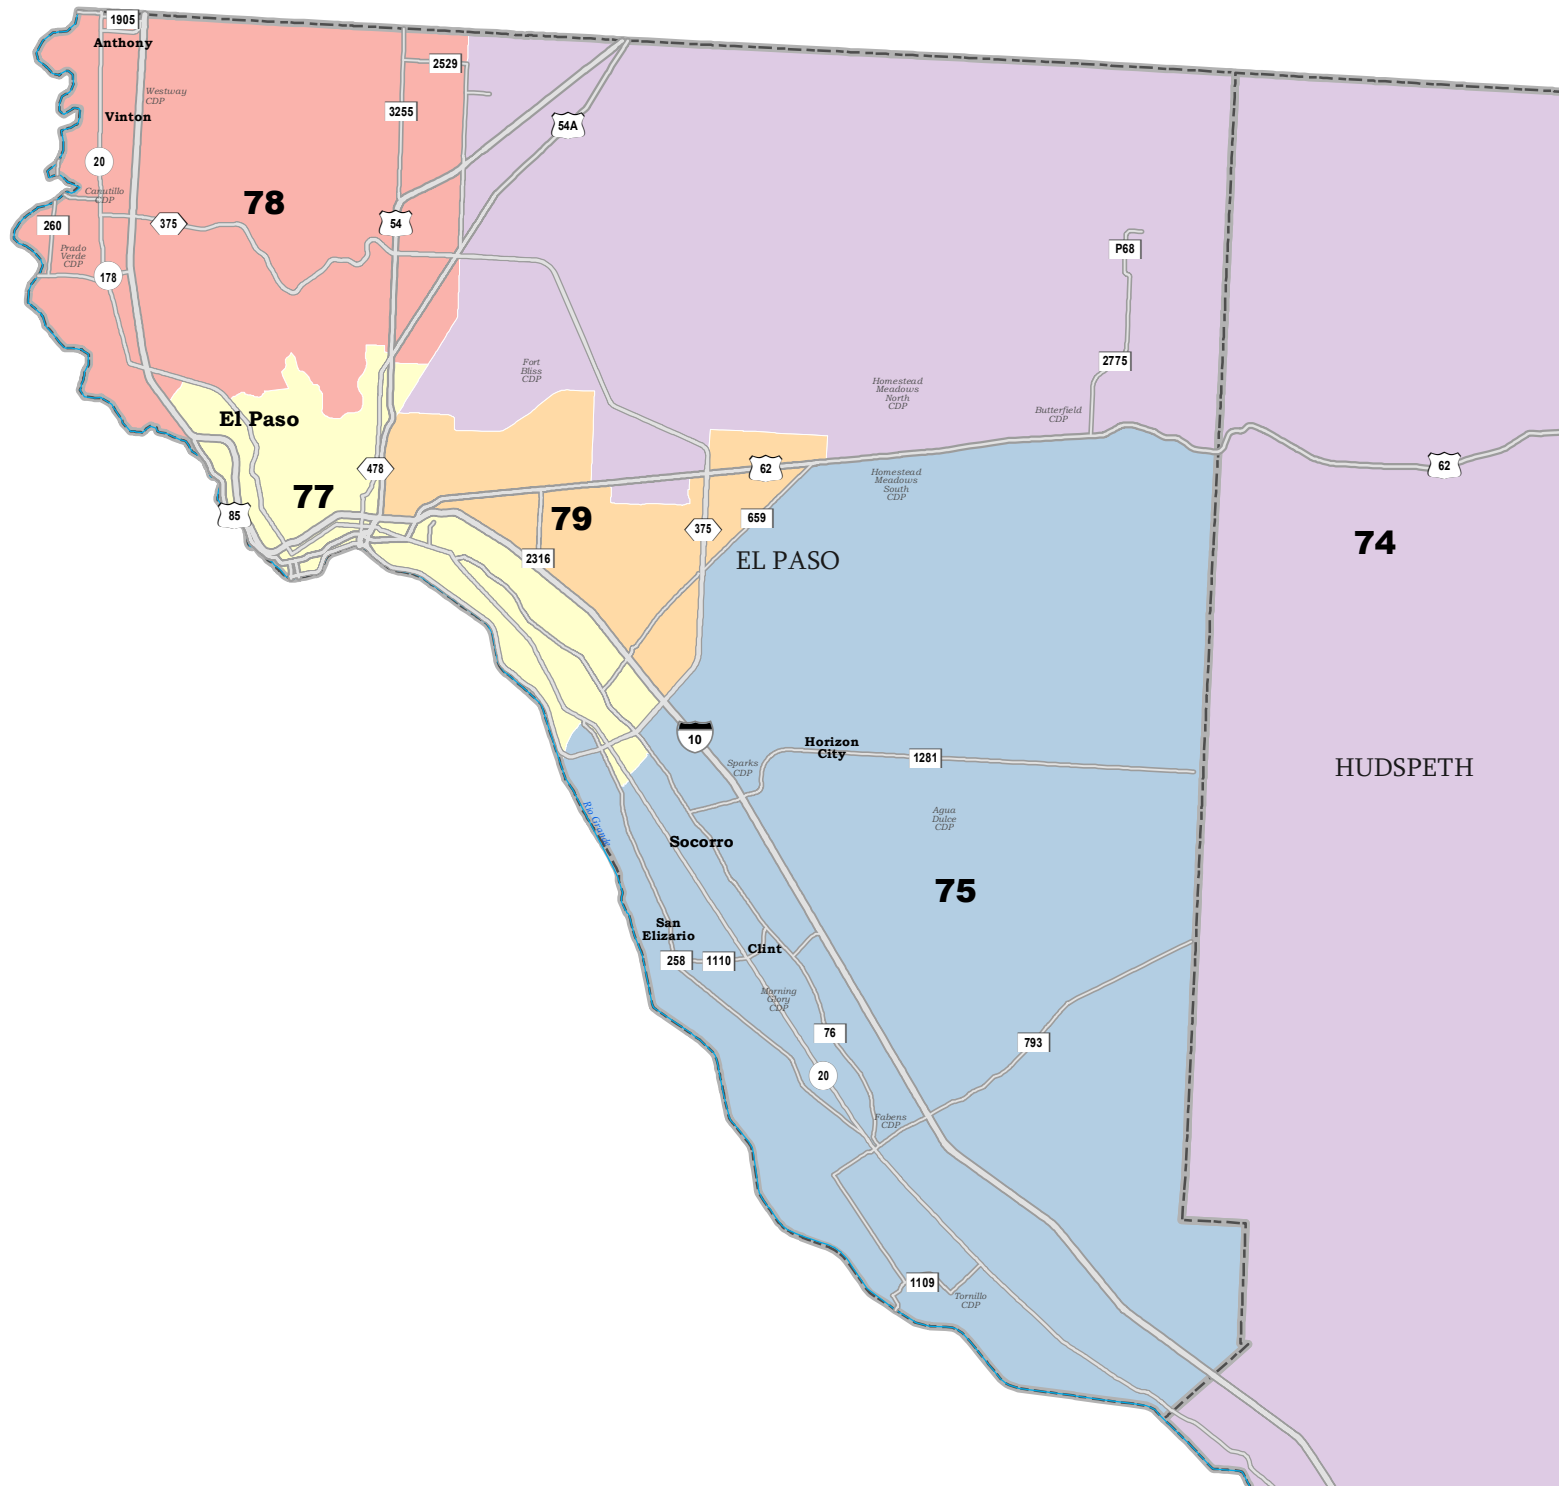 1905
Anthony
2529
Westway
CDP
3255
Vinton
54A
20
Canutillo
CDP
78
260
375
54
Prado
Verde
CDP
P68
178
2775
Fort
Bliss
CDP
Homestead
Meadows
North
CDP
Butterfield
CDP
El Paso
478
62
62
Homestead
Meadows
South
CDP
77
85
79
375
659
74
2316
EL PASO
10
Horizon
City
1281
Sparks
CDP
HUDSPETH
Rio Grande
Agua
Dulce
CDP
Socorro
75
San
Elizario
Clint
258
1110
Morning
Glory
CDP
76
793
20
Fabens
CDP
1109
Tornillo
CDP